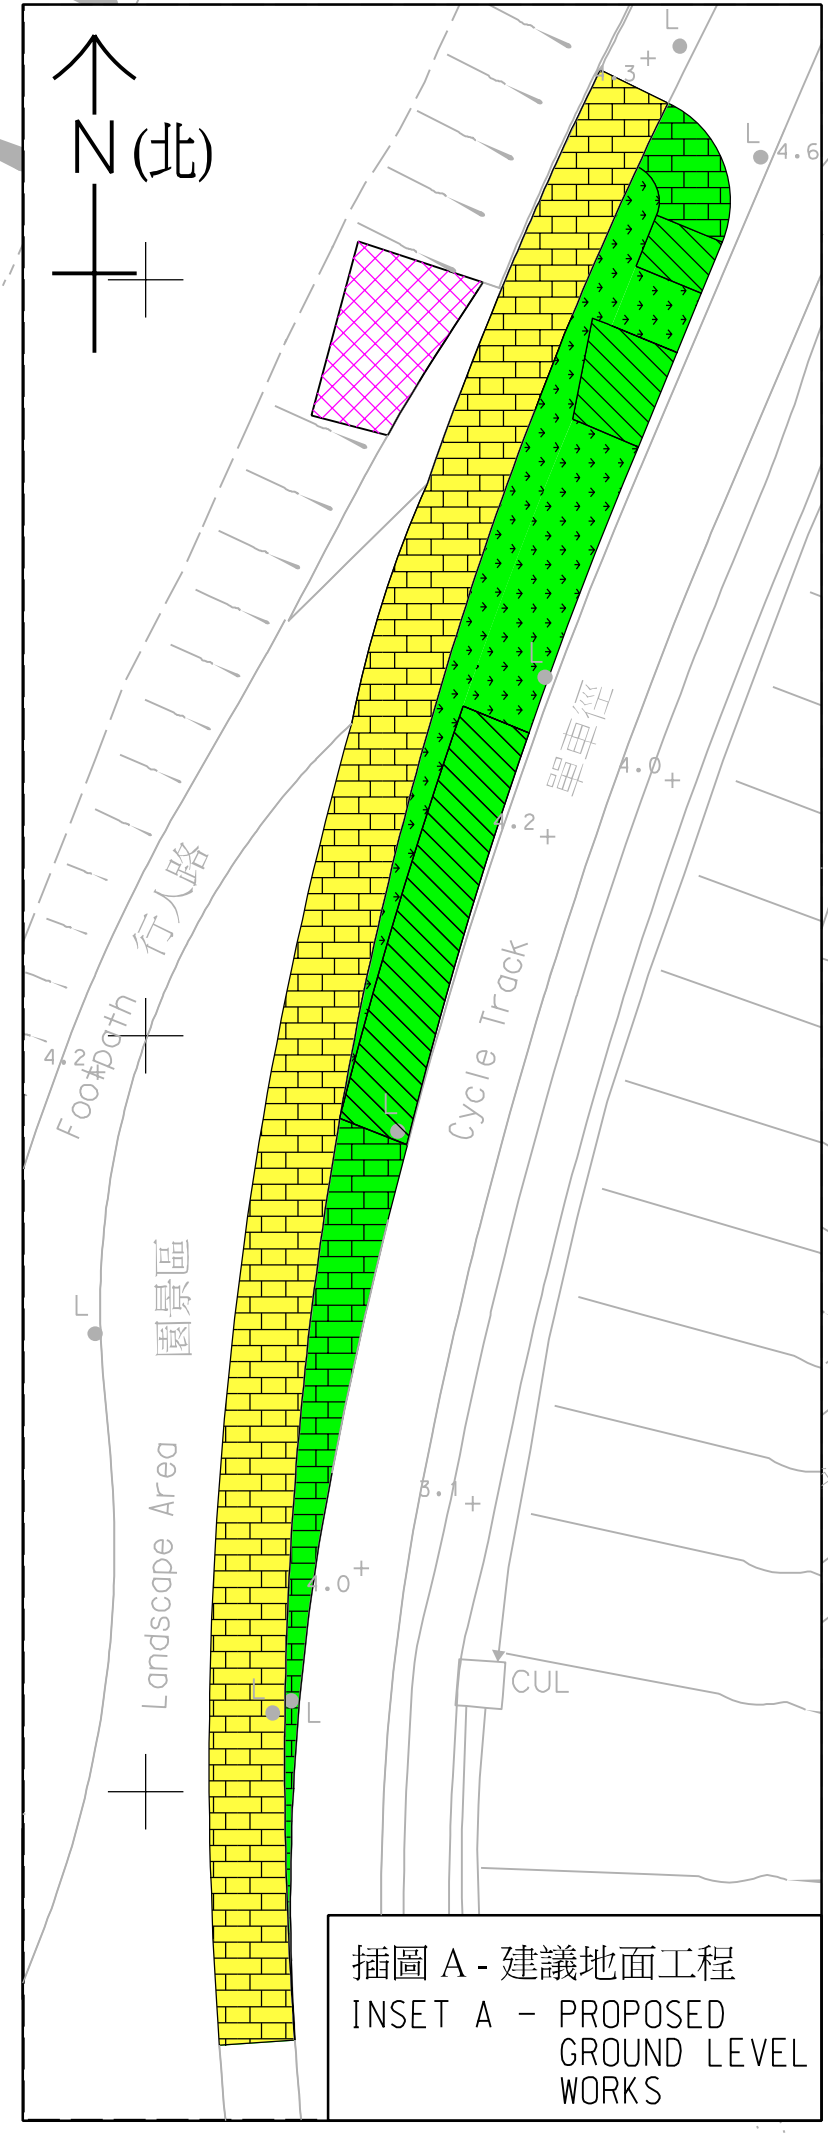 L
4.3
L
4.6
N (北)
L
單車徑
4.0
4.2
行人路
Cycle Track
Footpath
4.2
L
園景區
L
Landscape Area
3.1
4.0
CUL
L
L
插圖 A - 建議地面工程
INSET A - PROPOSED
GROUND LEVEL
WORKS